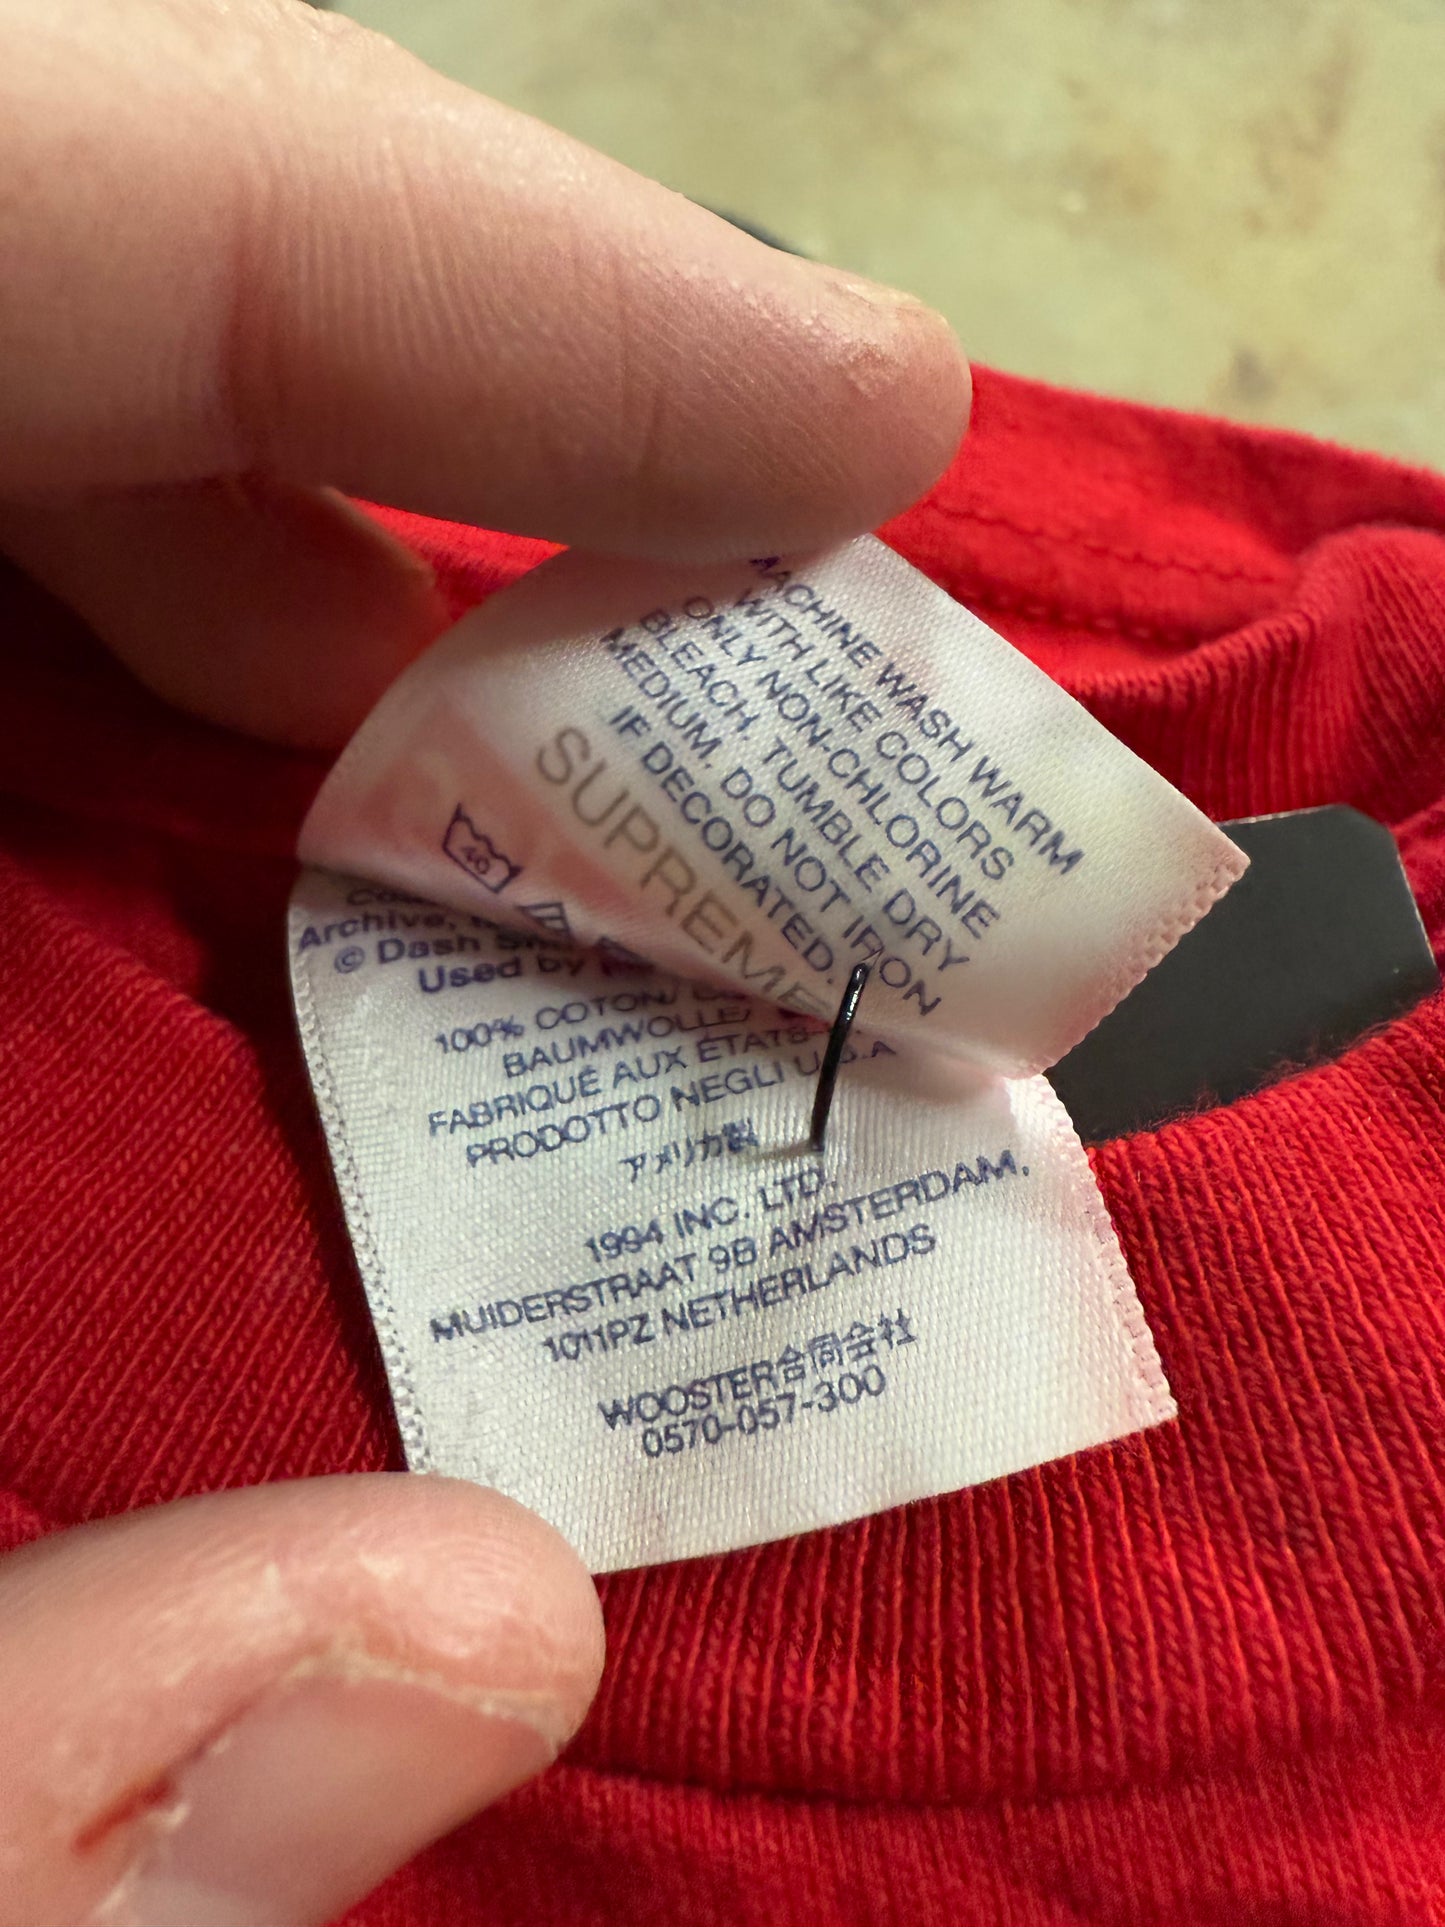 MACHINE WASH WARM
WITH LIKE COLORS
ONLY NON-CHLORINE
BLEACH. TUMBLE DRY
MEDIUM. DO NOT IRON
IF DECORATED.
SUPREME
40
Archive,
© Dash
Used by
100% COTON/
BAUMWOLLE/
FABRIQUÉ AUX ÉTATS-
PRODOTTO NEGLI U.S.A
アメリカ製
1994 INC. LTD.
MUIDERSTRAAT 9B AMSTERDAM,
1011PZ NETHERLANDS
WOOSTER合同会社
0570-057-300